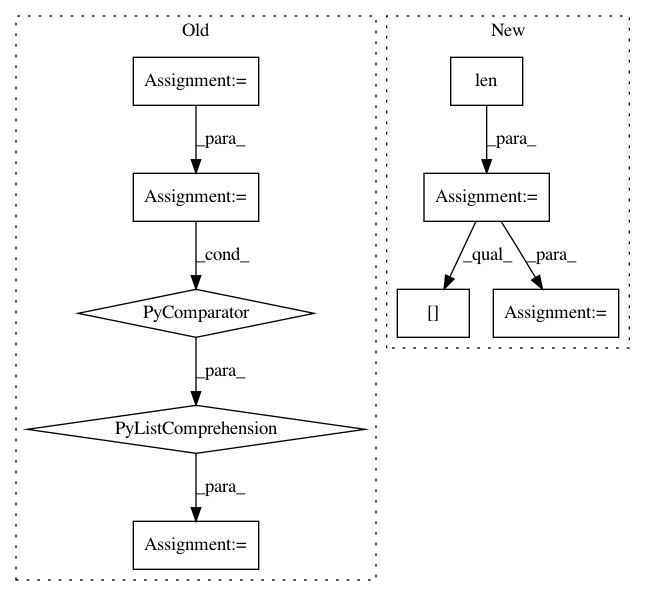 Old
New
Assignment:=
len
_para_
_para_
Assignment:=
Assignment:=
_cond_
_qual_
_para_
PyComparator
[]
Assignment:=
_para_
PyListComprehension
_para_
Assignment:=